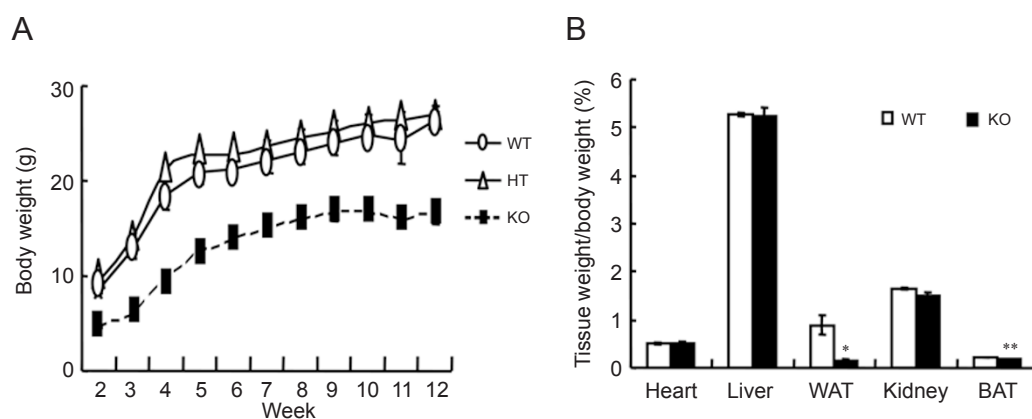 A
Body weight (g)
30
20
10
0
2 3 4 5 6 7 8 9 10 11 12
Week
WT
HT
KO
B
Tissue weight/body weight (%)
6
5
4
3
2
1
0
WT KO
*
**
Heart Liver WAT Kidney BAT